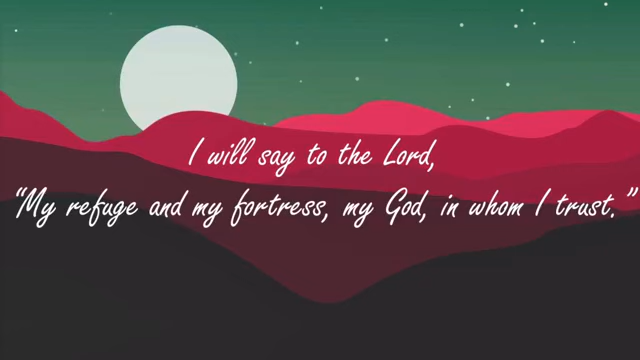 I will say to the Lord,
“My refuge and my fortress, my God, in whom I trust.”